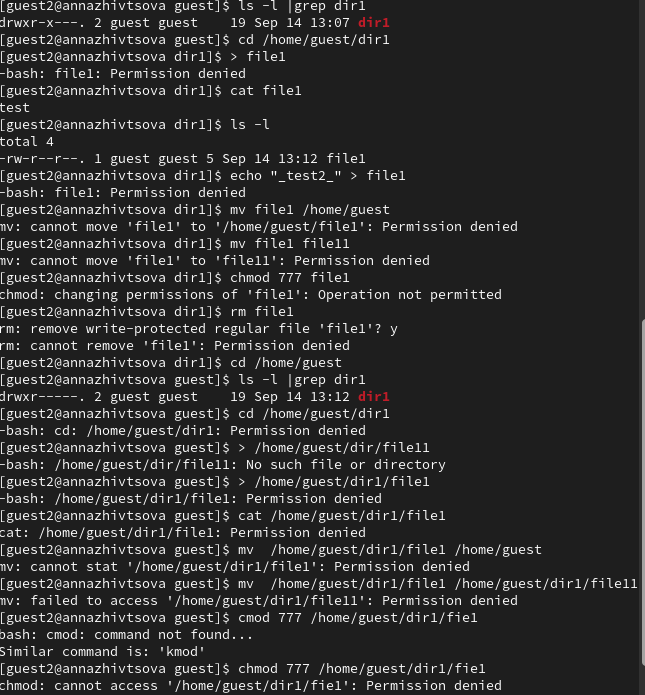 [guest2@annazhivtsova guest]$ ls -l |grep dir1
drwxr-x---. 2 guest guest    19 Sep 14 13:07 dir1
[guest2@annazhivtsova guest]$ cd /home/guest/dir1
[guest2@annazhivtsova dir1]$ > file1
-bash: file1: Permission denied
[guest2@annazhivtsova dir1]$ cat file1
test
[guest2@annazhivtsova dir1]$ ls -l
total 4
-rw-r--r--. 1 guest guest 5 Sep 14 13:12 file1
[guest2@annazhivtsova dir1]$ echo "_test2_" > file1
-bash: file1: Permission denied
[guest2@annazhivtsova dir1]$ mv file1 /home/guest
mv: cannot move 'file1' to '/home/guest/file1': Permission denied
[guest2@annazhivtsova dir1]$ mv file1 file11
mv: cannot move 'file1' to 'file11': Permission denied
[guest2@annazhivtsova dir1]$ chmod 777 file1
chmod: changing permissions of 'file1': Operation not permitted
[guest2@annazhivtsova dir1]$ rm file1
rm: remove write-protected regular file 'file1'? y
rm: cannot remove 'file1': Permission denied
[guest2@annazhivtsova dir1]$ cd /home/guest
[guest2@annazhivtsova guest]$ ls -l |grep dir1
drwxr-----. 2 guest guest    19 Sep 14 13:12 dir1
[guest2@annazhivtsova guest]$ cd /home/guest/dir1
-bash: cd: /home/guest/dir1: Permission denied
[guest2@annazhivtsova guest]$ > /home/guest/dir/file11
-bash: /home/guest/dir/file11: No such file or directory
[guest2@annazhivtsova guest]$ > /home/guest/dir1/file1
-bash: /home/guest/dir1/file1: Permission denied
[guest2@annazhivtsova guest]$ cat /home/guest/dir1/file1
cat: /home/guest/dir1/file1: Permission denied
[guest2@annazhivtsova guest]$ mv  /home/guest/dir1/file1 /home/guest
mv: cannot stat '/home/guest/dir1/file1': Permission denied
[guest2@annazhivtsova guest]$ mv  /home/guest/dir1/file1 /home/guest/dir1/file11
mv: failed to access '/home/guest/dir1/file11': Permission denied
[guest2@annazhivtsova guest]$ cmod 777 /home/guest/dir1/fie1
bash: cmod: command not found...
Similar command is: 'kmod'
[guest2@annazhivtsova guest]$ chmod 777 /home/guest/dir1/fie1
chmod: cannot access '/home/guest/dir1/fie1': Permission denied